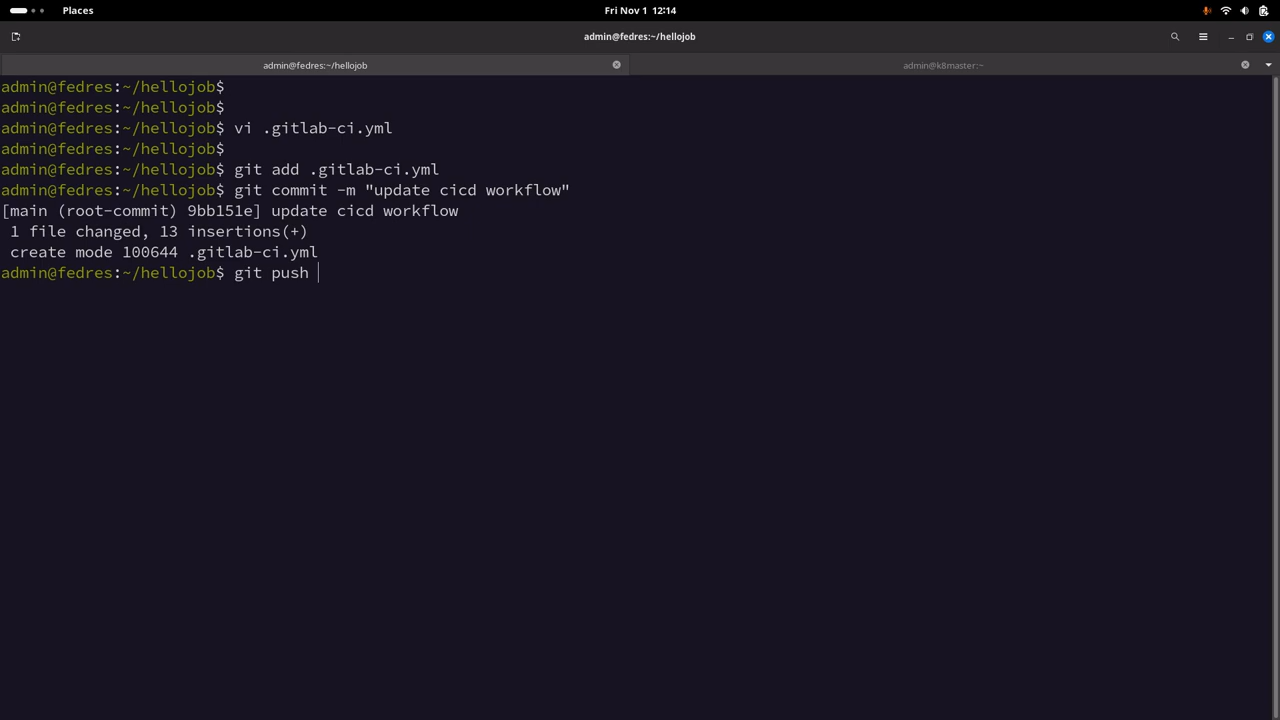 Places
Fri Nov 1 12:14
admin@fedres:~/hellojob
admin@fedres:~/hellojob
admin@k8master:~
admin@fedres:~/hellojob$
admin@fedres:~/hellojob$
admin@fedres:~/hellojob$ vi .gitlab-ci.yml
admin@fedres:~/hellojob$
admin@fedres:~/hellojob$ git add .gitlab-ci.yml
admin@fedres:~/hellojob$ git commit -m "update cicd workflow"
[main (root-commit) 9bb151e] update cicd workflow
1 file changed, 13 insertions(+)
create mode 100644 .gitlab-ci.yml
admin@fedres:~/hellojob$ git push